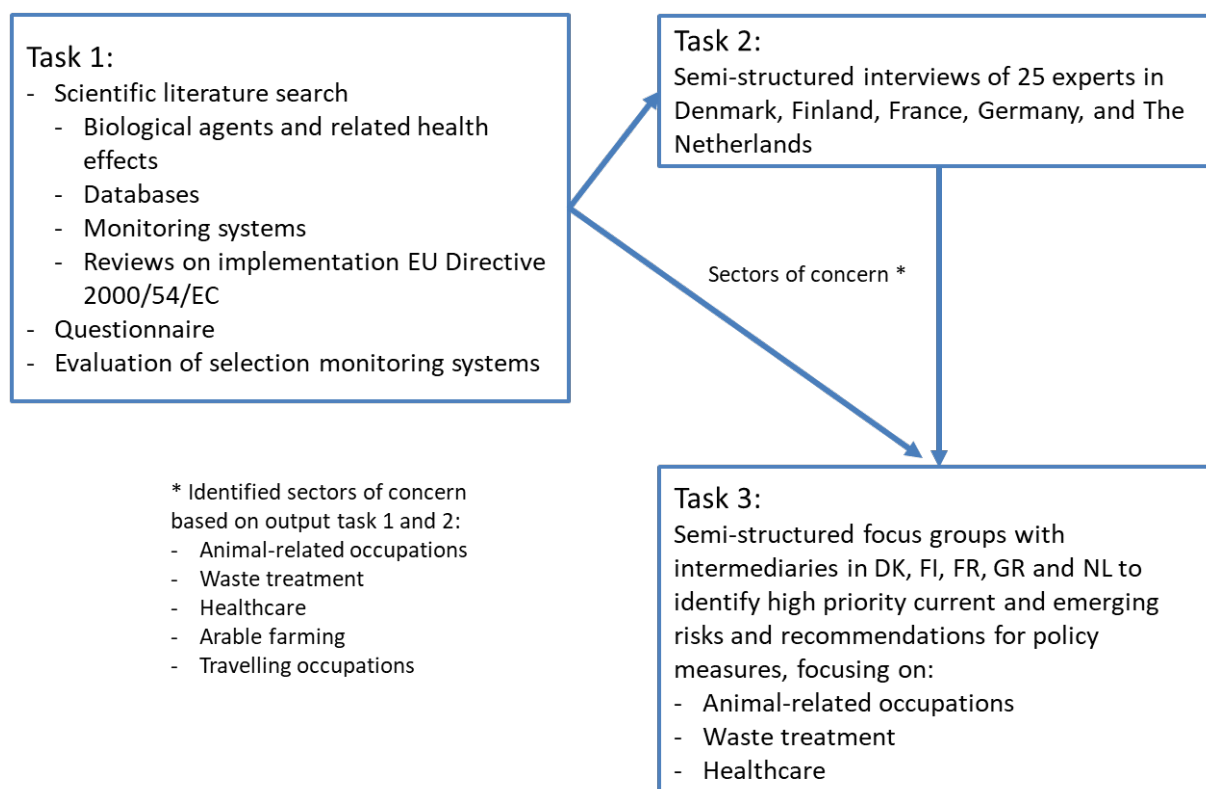 Task 1:
- Scientific literature search
- Biological agents and related health
effects
- Databases
- Monitoring systems
- Reviews on implementation EU Directive
2000/54/EC
- Questionnaire
- Evaluation of selection monitoring systems
Task 2:
Semi-structured interviews of 25 experts in
Denmark, Finland, France, Germany, and The
Netherlands
Sectors of concern *
* Identified sectors of concern
based on output task 1 and 2:
- Animal-related occupations
- Waste treatment
- Healthcare
- Arable farming
- Travelling occupations
Task 3:
Semi-structured focus groups with
intermediaries in DK, FI, FR, GR and NL to
identify high priority current and emerging
risks and recommendations for policy
measures, focusing on:
- Animal-related occupations
- Waste treatment
- Healthcare